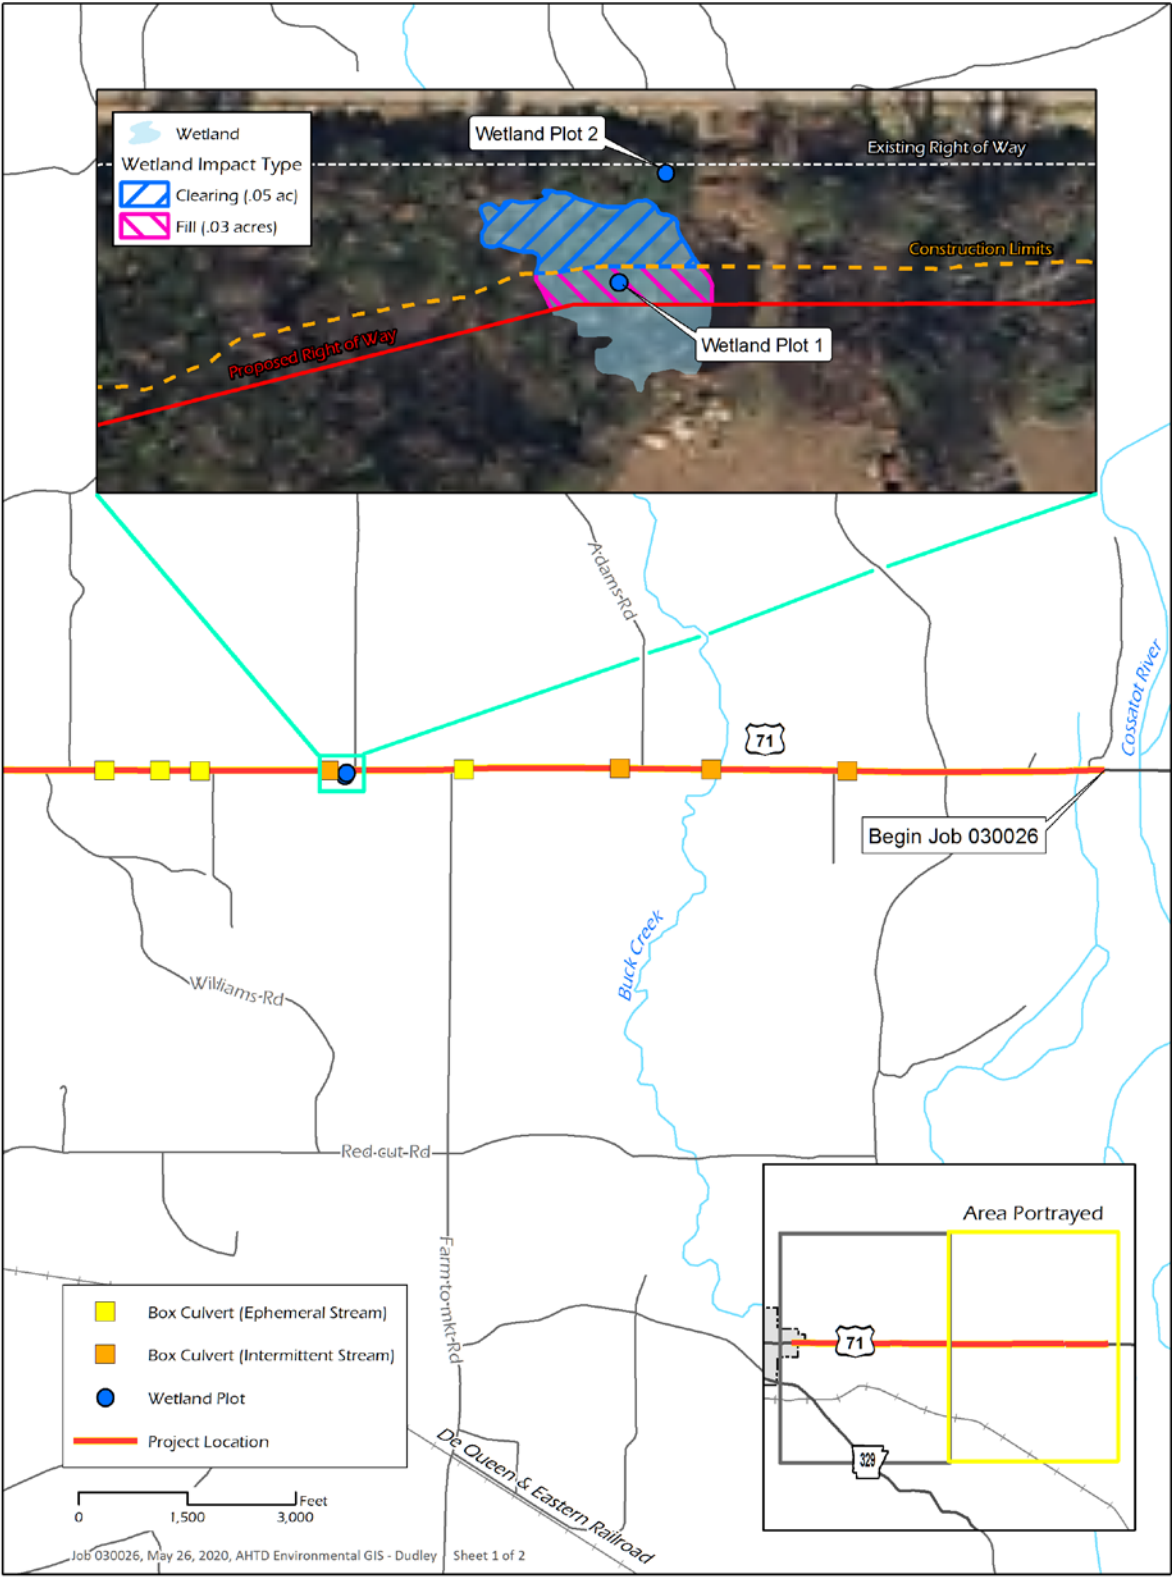 Wetland
Wetland Impact Type
Clearing (.05 ac)
Fill (.03 acres)
Wetland Plot 2
Existing Right of Way
Construction Limits
Proposed Right of Way
Wetland Plot 1
Adams-Rd
71
Cossatot River
Begin Job 030026
Buck Creek
Williams-Rd
Red-cut-Rd
Farm-to-mkt-Rd
Area Portrayed
71
329
Box Culvert (Ephemeral Stream)
Box Culvert (Intermittent Stream)
Wetland Plot
Project Location
De Queen & Eastern Railroad
Feet
0 1,500 3,000
Job 030026, May 26, 2020, AHTD Environmental GIS - Dudley Sheet 1 of 2